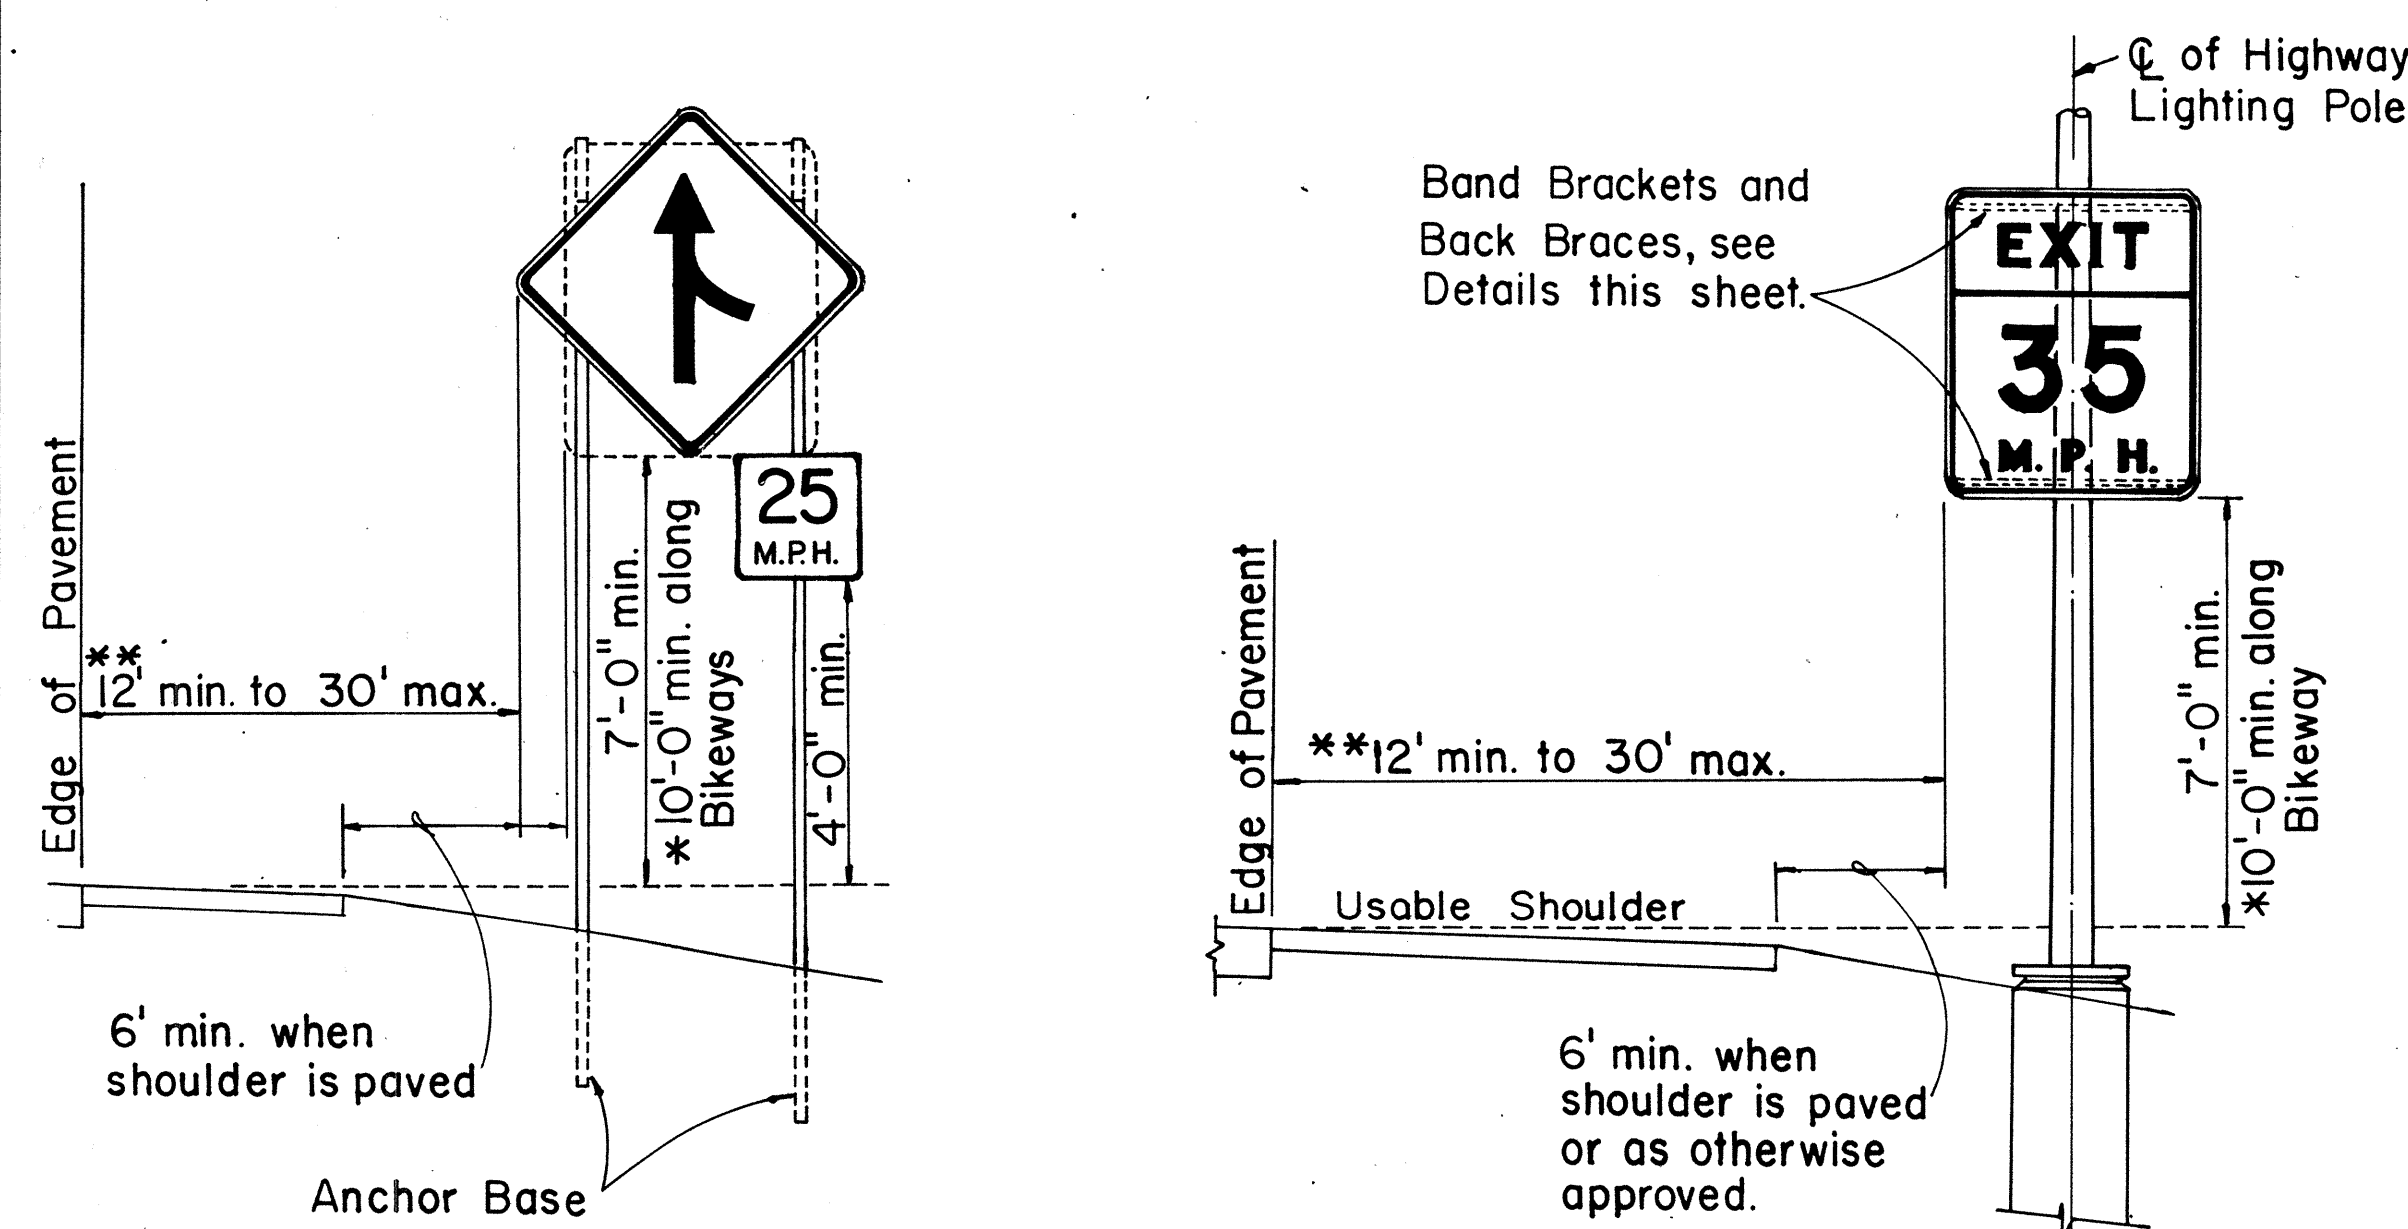 25
M.P.H.
Edge of Pavement
**
12' min. to 30' max.
7'-0" min.
*10'-0" min. along
Bikeways
4'-0" min.
6' min. when
shoulder is paved
Anchor Base
℄ of Highway
Lighting Pole
Band Brackets and
Back Braces, see
Details this sheet.
EXIT
35
M. P. H.
Edge of Pavement
**12' min. to 30' max.
7'-0" min.
*10'-0" min. along
Bikeway
Usable Shoulder
6' min. when
shoulder is paved
or as otherwise
approved.